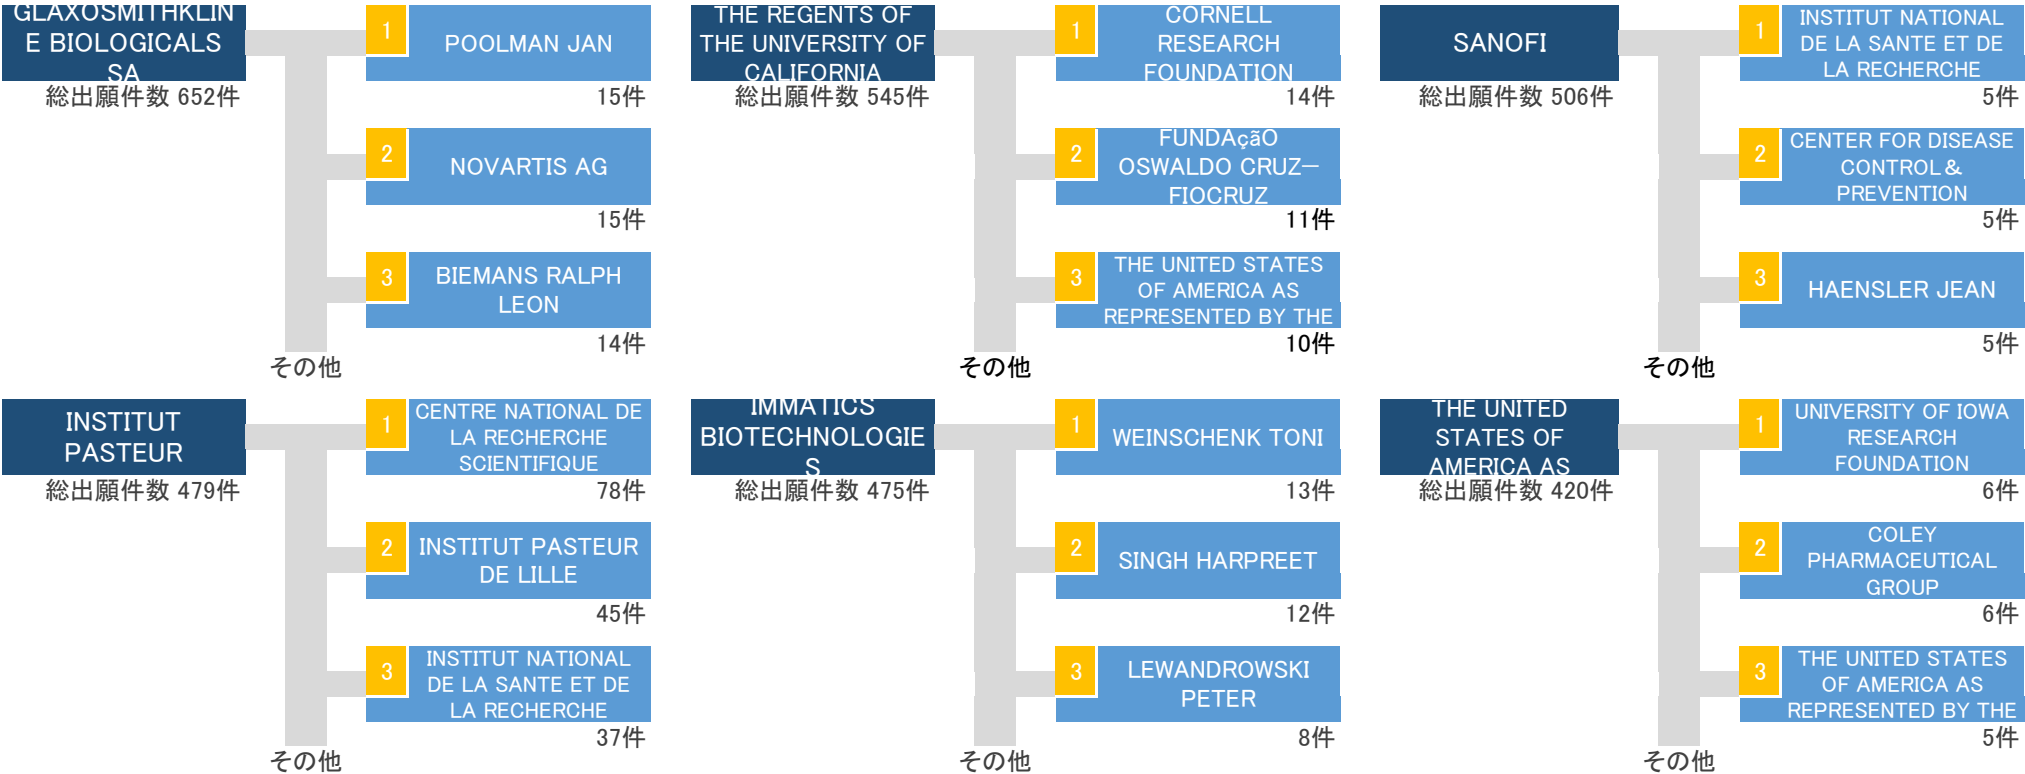 GLAXOSMITHKLIN
E BIOLOGICALS
SA
総出願件数 652件
1
POOLMAN JAN
15件
2
NOVARTIS AG
15件
3
BIEMANS RALPH
LEON
14件
その他
THE REGENTS OF
THE UNIVERSITY OF
CALIFORNIA
総出願件数 545件
1
CORNELL
RESEARCH
FOUNDATION
14件
2
FUNDAçãO
OSWALDO CRUZ－
FIOCRUZ
11件
3
THE UNITED STATES
OF AMERICA AS
REPRESENTED BY THE
10件
その他
SANOFI
総出願件数 506件
1
INSTITUT NATIONAL
DE LA SANTE ET DE
LA RECHERCHE
5件
2
CENTER FOR DISEASE
CONTROL＆
PREVENTION
5件
3
HAENSLER JEAN
5件
その他
INSTITUT
PASTEUR
総出願件数 479件
1
CENTRE NATIONAL DE
LA RECHERCHE
SCIENTIFIQUE
78件
2
INSTITUT PASTEUR
DE LILLE
45件
3
INSTITUT NATIONAL
DE LA SANTE ET DE
LA RECHERCHE
37件
その他
IMMATICS
BIOTECHNOLOGIE
S
総出願件数 475件
1
WEINSCHENK TONI
13件
2
SINGH HARPREET
12件
3
LEWANDROWSKI
PETER
8件
その他
THE UNITED
STATES OF
AMERICA AS
総出願件数 420件
1
UNIVERSITY OF IOWA
RESEARCH
FOUNDATION
6件
2
COLEY
PHARMACEUTICAL
GROUP
6件
3
THE UNITED STATES
OF AMERICA AS
REPRESENTED BY THE
5件
その他